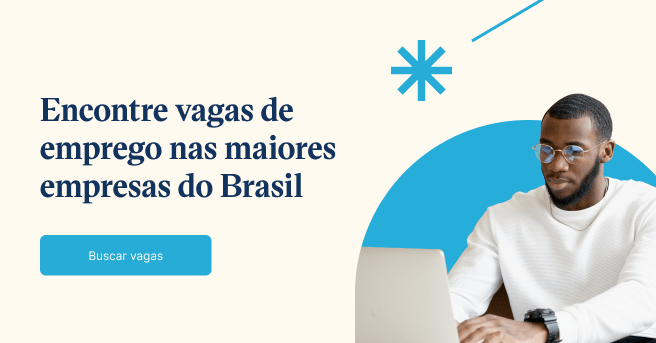 Encontre vagas de
emprego nas maiores
empresas do Brasil
Buscar vagas